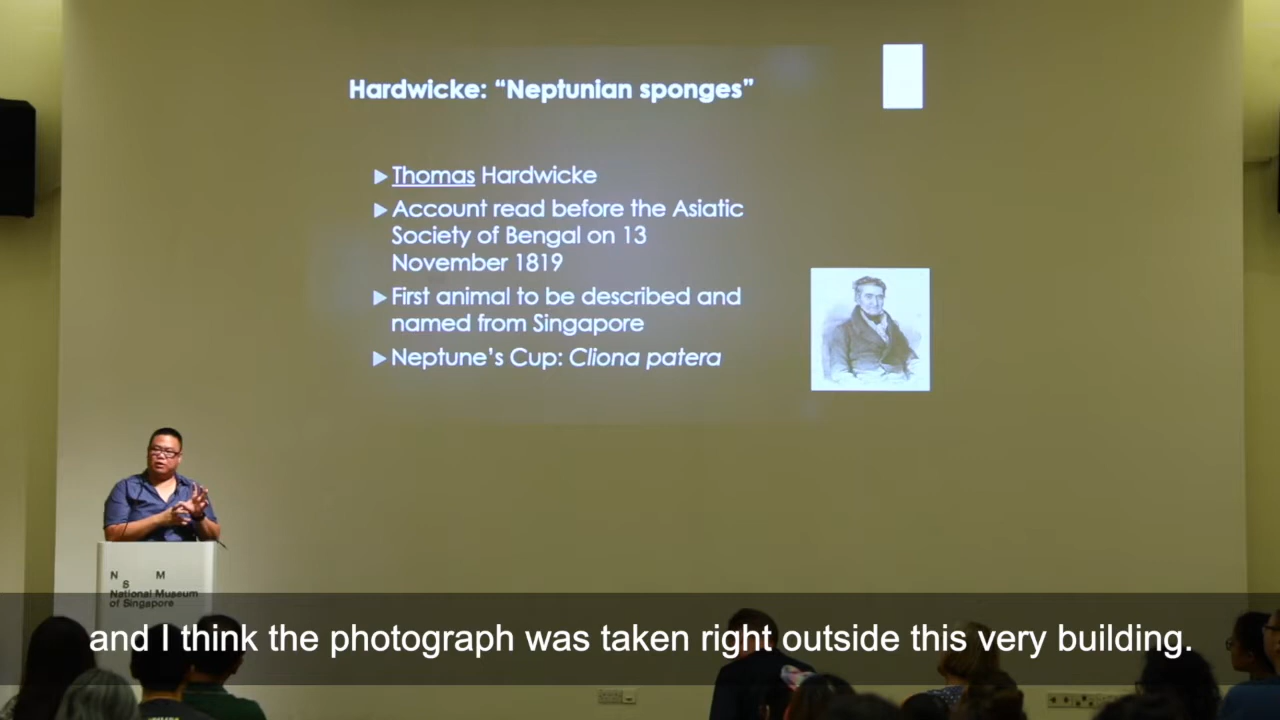 Hardwicke: “Neptunian sponges”
Thomas Hardwicke
Account read before the Asiatic
Society of Bengal on 13
November 1819
First animal to be described and
named from Singapore
Neptune’s Cup: Cliona patera
N S M
National Museum
of Singapore
and I think the photograph was taken right outside this very building.